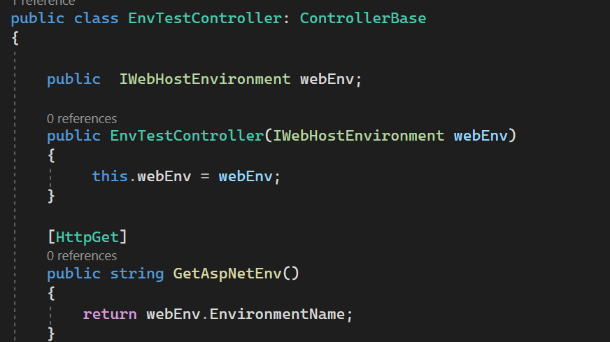 1 reference
public class EnvTestController: ControllerBase
{
public  IWebHostEnvironment webEnv;
0 references
public EnvTestController(IWebHostEnvironment webEnv)
{
this.webEnv = webEnv;
}
[HttpGet]
0 references
public string GetAspNetEnv()
{
return webEnv.EnvironmentName;
}